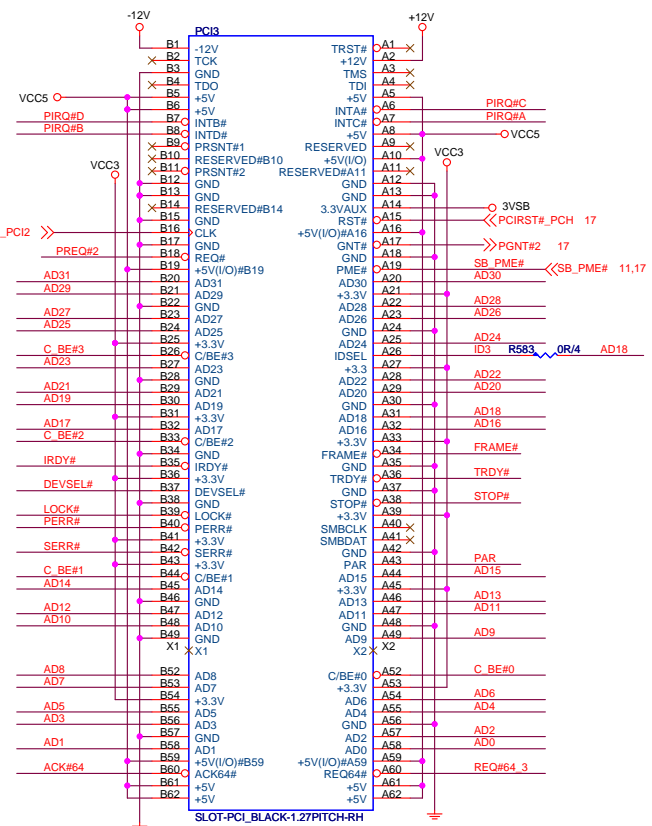 -12V
+12V
PCI3
B1 -12V TRST# A1
B2 TCK +12V A2
B3 GND TMS A3
B4 TDO TDI A4
VCC5 B5 +5V +5V A5
B6 +5V INTA# A6 PIRQ#C
PIRQ#D B7 INTB# INTC# A7 PIRQ#A
PIRQ#B B8 INTD# +5V A8 VCC5
B9 PRSNT#1 RESERVED A9
B10 RESERVED#B10 +5V(I/O) A10
VCC3 B11 PRSNT#2 RESERVED#A11 A11 VCC3
B12 GND GND A12
B13 GND GND A13
B14 RESERVED#B14 3.3VAUX A14 3VSB
B15 GND RST# A15 PCIRST#_PCH 17
_PCI2 B16 CLK +5V(I/O)#A16 A16
B17 GND GNT# A17 PGNT#2 17
PREQ#2 B18 REQ# GND A18
B19 +5V(I/O)#B19 PME# A19 SB_PME# SB_PME# 11,17
AD31 B20 AD31 AD30 A20 AD30
AD29 B21 AD29 +3.3V A21
B22 GND AD28 A22 AD28
AD27 B23 AD27 AD26 A23 AD26
AD25 B24 AD25 GND A24
B25 +3.3V AD24 A25 AD24
C_BE#3 B26 C/BE#3 IDSEL A26 ID3 R583 0R/4 AD18
AD23 B27 AD23 +3.3 A27
B28 GND AD22 A28 AD22
AD21 B29 AD21 AD20 A29 AD20
AD19 B30 AD19 GND A30
B31 +3.3V AD18 A31 AD18
AD17 B32 AD17 AD16 A32 AD16
C_BE#2 B33 C/BE#2 +3.3V A33
B34 GND FRAME# A34 FRAME#
IRDY# B35 IRDY# GND A35
B36 +3.3V TRDY# A36 TRDY#
DEVSEL# B37 DEVSEL# GND A37
B38 GND STOP# A38 STOP#
LOCK# B39 LOCK# +3.3V A39
PERR# B40 PERR# SMBCLK A40
B41 +3.3V SMBDAT A41
SERR# B42 SERR# GND A42
B43 +3.3V PAR A43 PAR
C_BE#1 B44 C/BE#1 AD15 A44 AD15
AD14 B45 AD14 +3.3V A45
B46 GND AD13 A46 AD13
AD12 B47 AD12 AD11 A47 AD11
AD10 B48 AD10 GND A48
B49 GND AD9 A49 AD9
X1 X1 X2 X2
AD8 B52 AD8 C/BE#0 A52 C_BE#0
AD7 B53 AD7 +3.3V A53
B54 +3.3V AD6 A54 AD6
AD5 B55 AD5 AD4 A55 AD4
AD3 B56 AD3 GND A56
B57 GND AD2 A57 AD2
AD1 B58 AD1 AD0 A58 AD0
B59 +5V(I/O)#B59 +5V(I/O)#A59 A59
ACK#64 B60 ACK64# REQ64# A60 REQ#64_3
B61 +5V +5V A61
B62 +5V +5V A62
SLOT-PCI_BLACK-1.27PITCH-RH